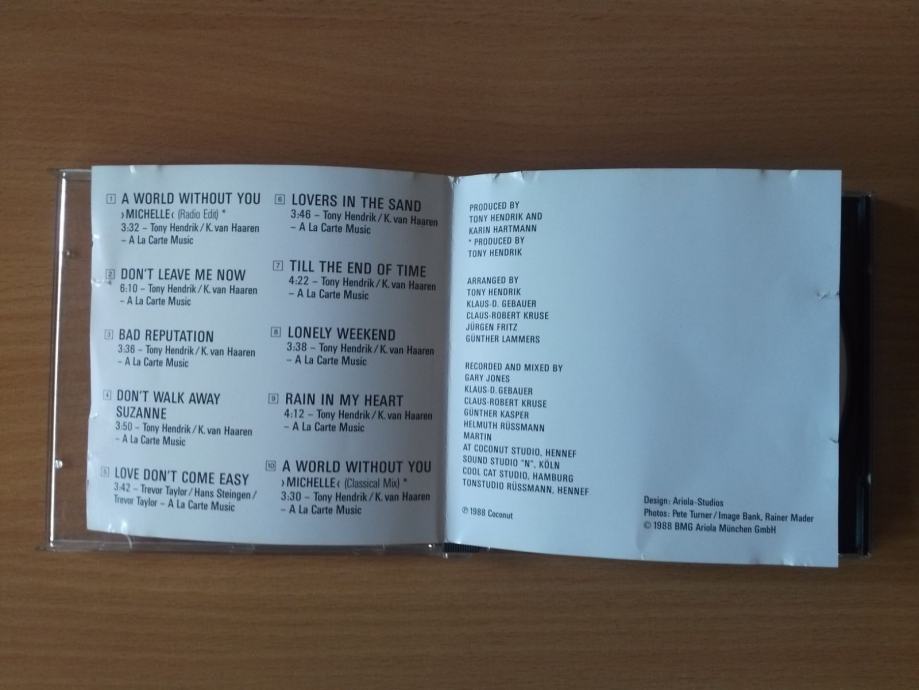 1 A WORLD WITHOUT YOU
›MICHELLE‹ (Radio Edit) *
3:32 – Tony Hendrik / K. van Haaren
– A La Carte Music
2 DON'T LEAVE ME NOW
6:10 – Tony Hendrik / K. van Haaren
– A La Carte Music
3 BAD REPUTATION
3:36 – Tony Hendrik / K. van Haaren
– A La Carte Music
4 DON'T WALK AWAY
SUZANNE
3:50 – Tony Hendrik / K. van Haaren
– A La Carte Music
5 LOVE DON'T COME EASY
3:42 – Trevor Taylor / Hans Steingen /
Trevor Taylor – A La Carte Music
6 LOVERS IN THE SAND
3:46 – Tony Hendrik / K. van Haaren
– A La Carte Music
7 TILL THE END OF TIME
4:22 – Tony Hendrik / K. van Haaren
– A La Carte Music
8 LONELY WEEKEND
3:38 – Tony Hendrik / K. van Haaren
– A La Carte Music
9 RAIN IN MY HEART
4:12 – Tony Hendrik / K. van Haaren
– A La Carte Music
10 A WORLD WITHOUT YOU
›MICHELLE‹ (Classical Mix) *
3:30 – Tony Hendrik / K. van Haaren
– A La Carte Music
PRODUCED BY
TONY HENDRIK AND
KARIN HARTMANN
* PRODUCED BY
TONY HENDRIK
ARRANGED BY
TONY HENDRIK
KLAUS-D. GEBAUER
CLAUS-ROBERT KRUSE
JÜRGEN FRITZ
GÜNTHER LAMMERS
RECORDED AND MIXED BY
GARY JONES
KLAUS-D. GEBAUER
CLAUS-ROBERT KRUSE
GÜNTHER KASPER
HELMUTH RÜSSMANN
MARTIN
AT COCONUT STUDIO, HENNEF
SOUND STUDIO "N", KÖLN
COOL CAT STUDIO, HAMBURG
TONSTUDIO RÜSSMANN, HENNEF
℗ 1988 Coconut
Design: Ariola-Studios
Photos: Pete Turner / Image Bank, Rainer Mader
© 1988 BMG Ariola München GmbH